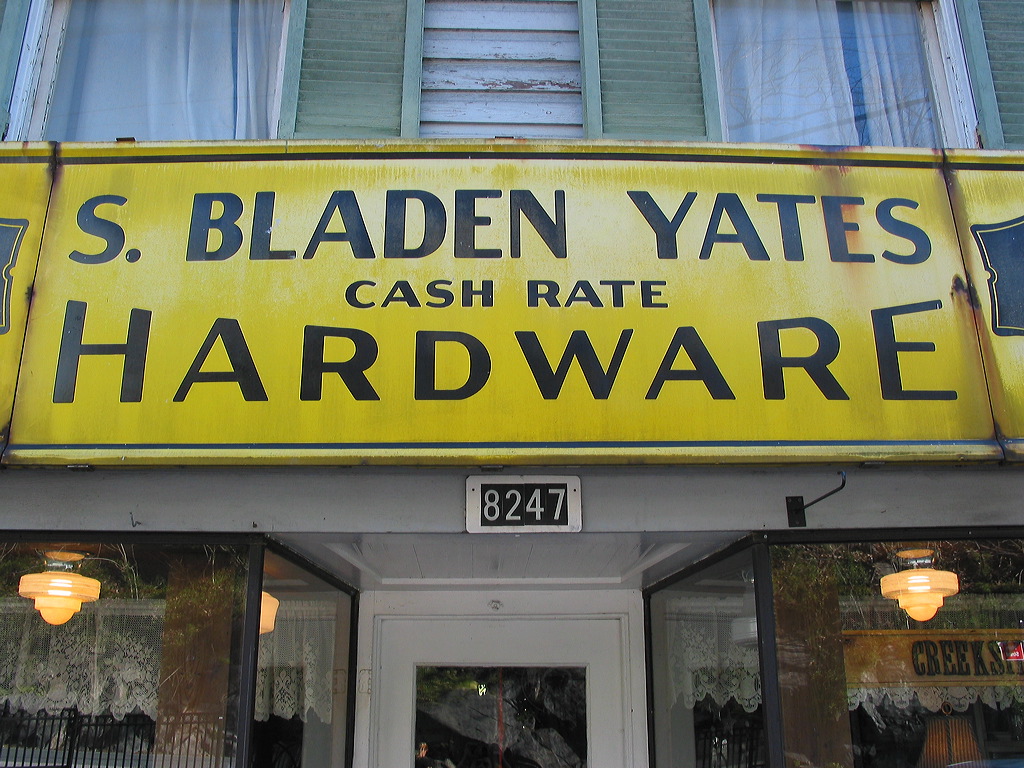 S. BLADEN YATES
CASH RATE
HARDWARE
8247